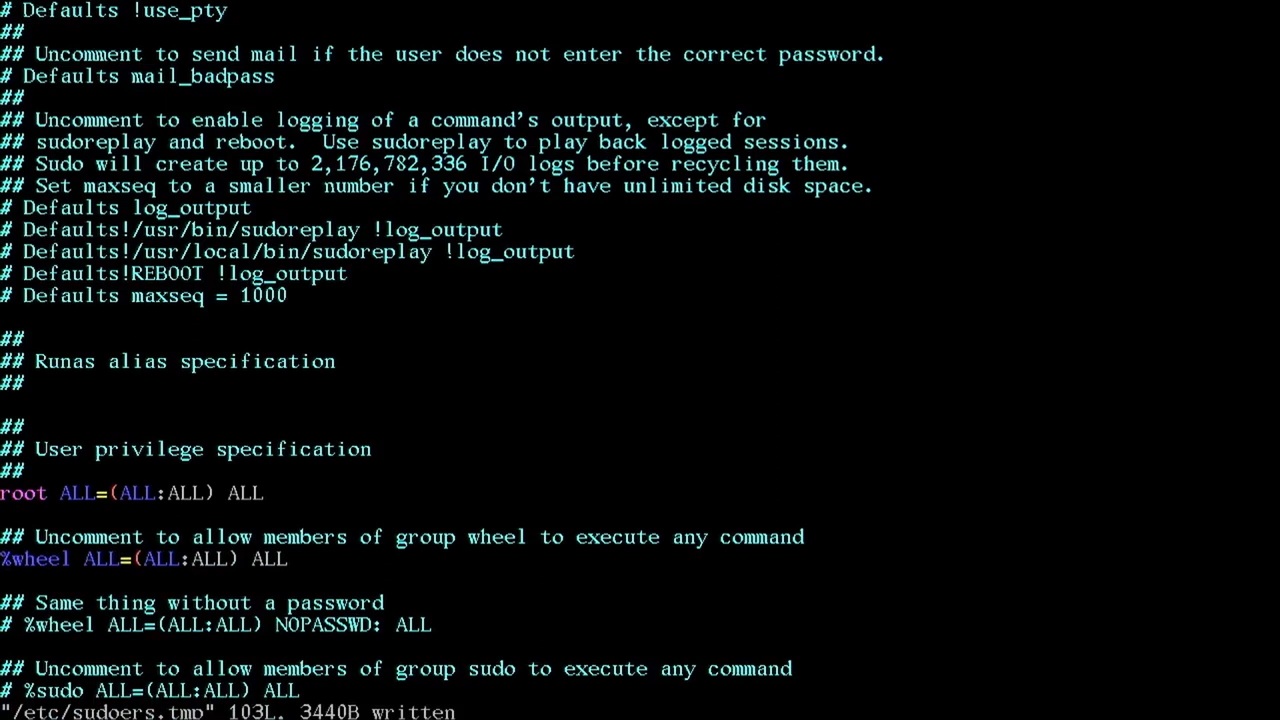 # Defaults !use_pty
##
## Uncomment to send mail if the user does not enter the correct password.
# Defaults mail_badpass
##
## Uncomment to enable logging of a command's output, except for
## sudoreplay and reboot.  Use sudoreplay to play back logged sessions.
## Sudo will create up to 2,176,782,336 I/O logs before recycling them.
## Set maxseq to a smaller number if you don't have unlimited disk space.
# Defaults log_output
# Defaults!/usr/bin/sudoreplay !log_output
# Defaults!/usr/local/bin/sudoreplay !log_output
# Defaults!REBOOT !log_output
# Defaults maxseq = 1000
##
## Runas alias specification
##
##
## User privilege specification
##
root ALL=(ALL:ALL) ALL
## Uncomment to allow members of group wheel to execute any command
%wheel ALL=(ALL:ALL) ALL
## Same thing without a password
# %wheel ALL=(ALL:ALL) NOPASSWD: ALL
## Uncomment to allow members of group sudo to execute any command
# %sudo ALL=(ALL:ALL) ALL
"/etc/sudoers.tmp" 103L, 3440B written